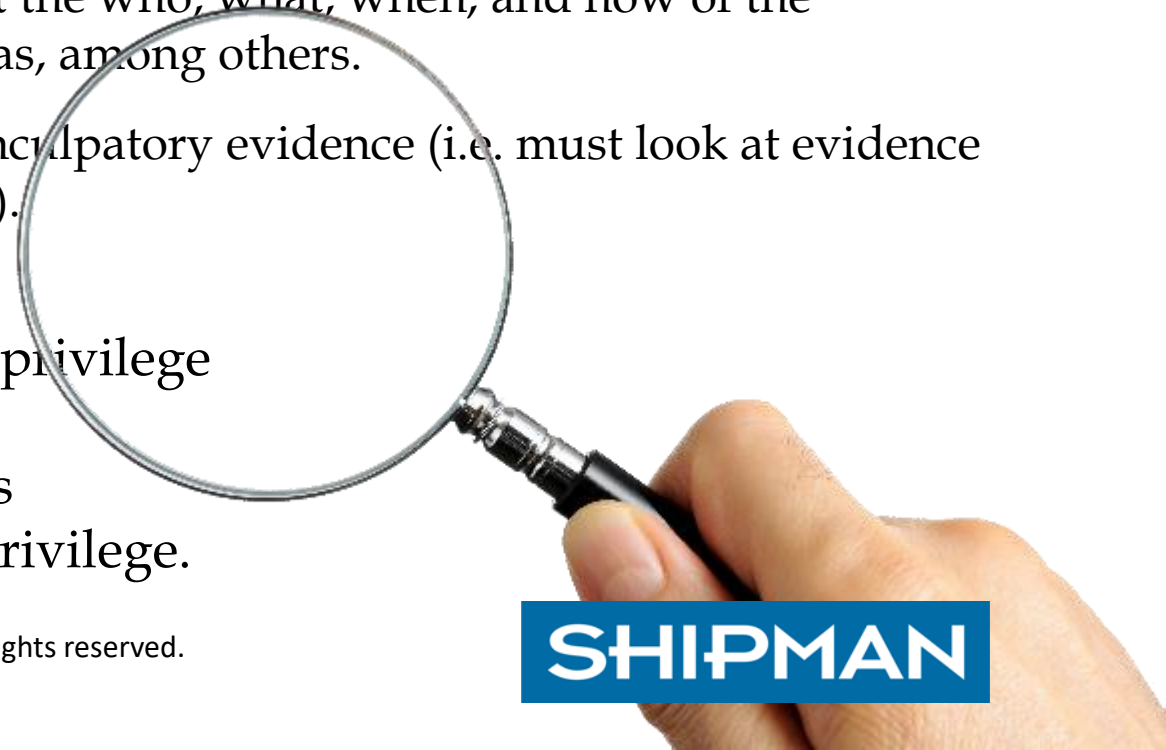 the who, what, when, and how of the
as, among others.
nculpatory evidence (i.e. must look at evidence
).
privilege
s
rivilege.
ghts reserved.
SHIPMAN